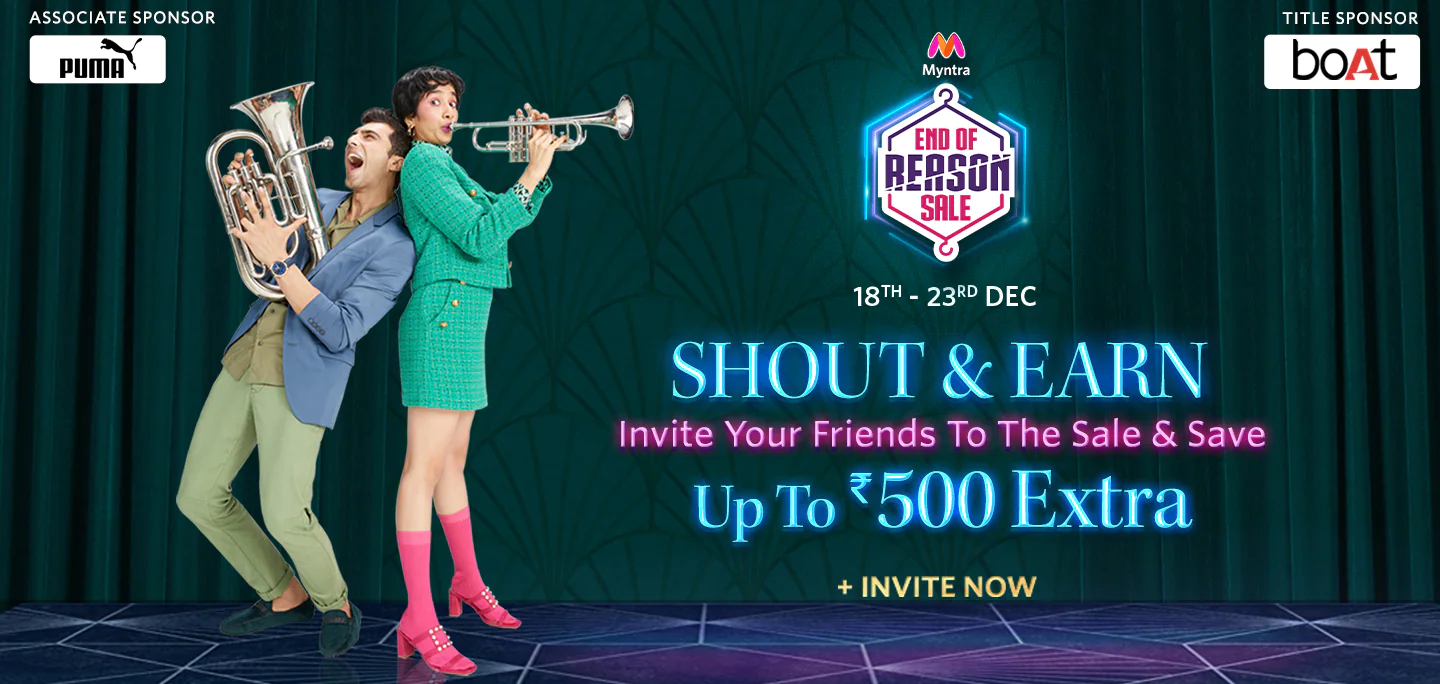 ASSOCIATE SPONSOR
PUMA
TITLE SPONSOR
boAt
Myntra
END OF
REASON
SALE
18TH - 23RD DEC
SHOUT & EARN
Invite Your Friends To The Sale & Save
Up To ₹500 Extra
+ INVITE NOW